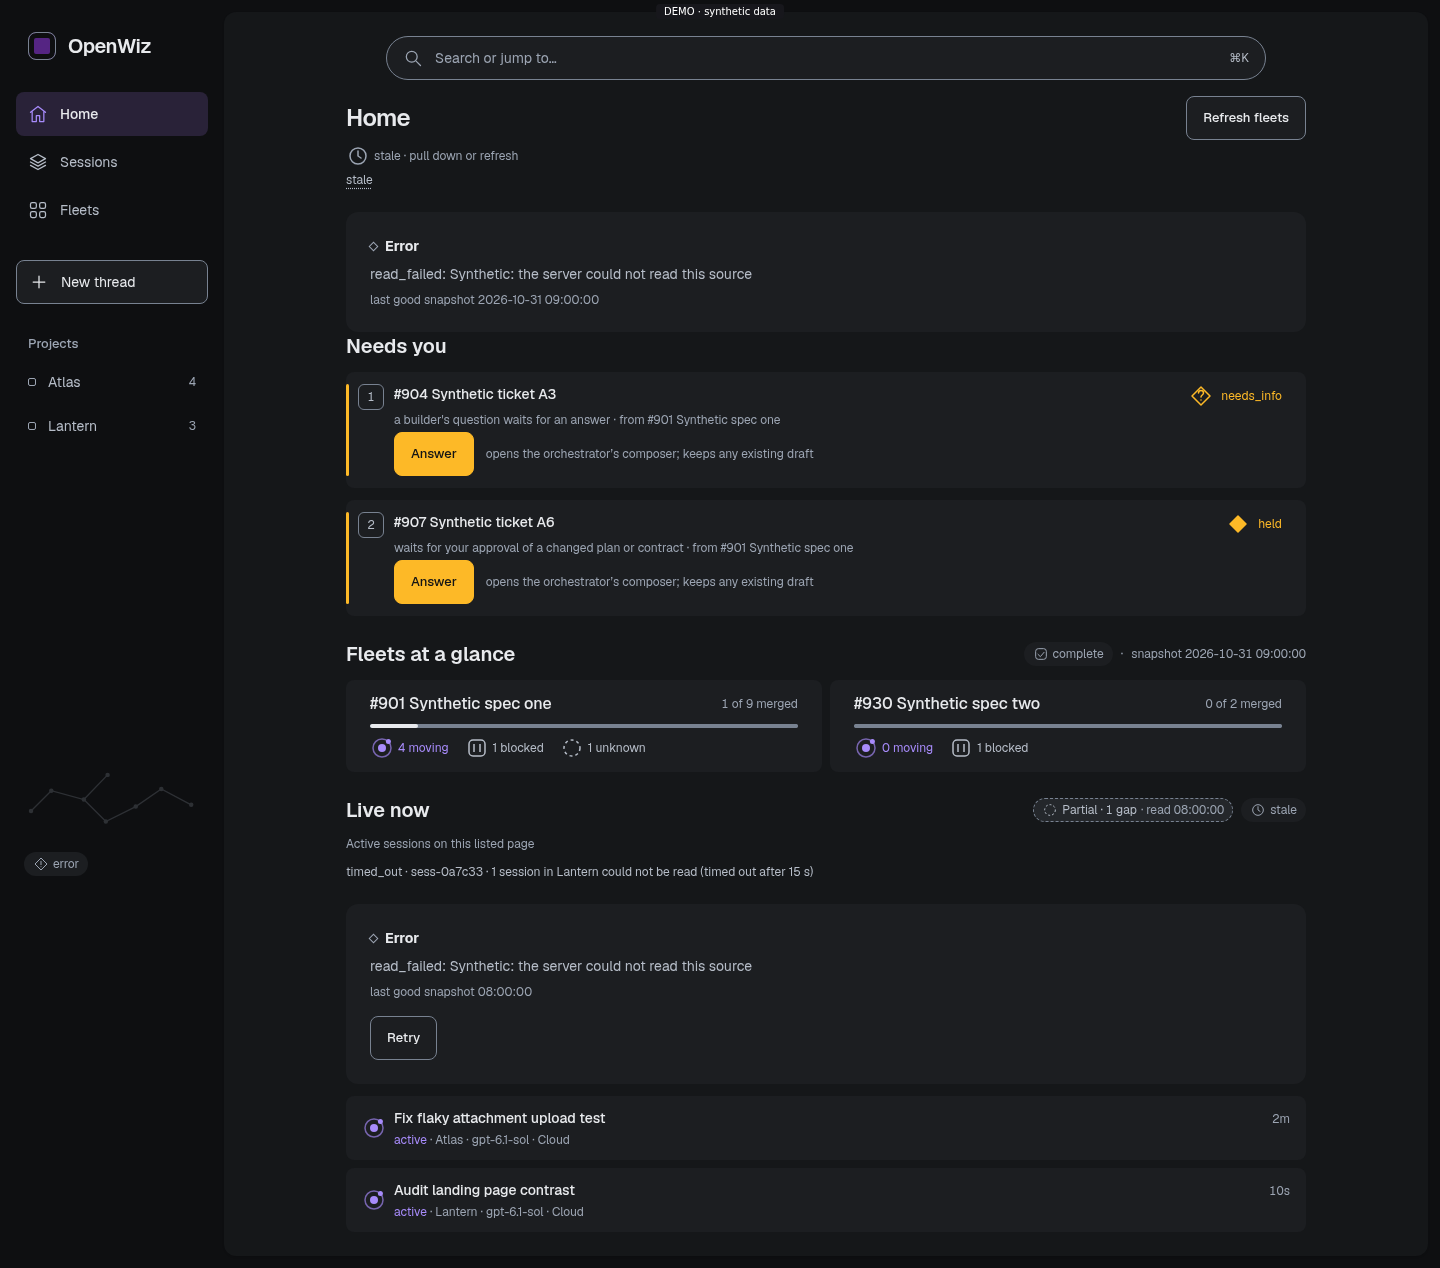 DEMO · synthetic data
OpenWiz
Search or jump to…
⌘K
Home
Sessions
Fleets
New thread
Projects
Atlas 4
Lantern 3
error
Home
Refresh fleets
stale · pull down or refresh
stale
Error
read_failed: Synthetic: the server could not read this source
last good snapshot 2026-10-31 09:00:00
Needs you
1 #904 Synthetic ticket A3 needs_info
a builder's question waits for an answer · from #901 Synthetic spec one
Answer opens the orchestrator's composer; keeps any existing draft
2 #907 Synthetic ticket A6 held
waits for your approval of a changed plan or contract · from #901 Synthetic spec one
Answer opens the orchestrator's composer; keeps any existing draft
Fleets at a glance complete · snapshot 2026-10-31 09:00:00
#901 Synthetic spec one 1 of 9 merged
4 moving 1 blocked 1 unknown
#930 Synthetic spec two 0 of 2 merged
0 moving 1 blocked
Live now Partial · 1 gap · read 08:00:00 stale
Active sessions on this listed page
timed_out · sess-0a7c33 · 1 session in Lantern could not be read (timed out after 15 s)
Error
read_failed: Synthetic: the server could not read this source
last good snapshot 08:00:00
Retry
Fix flaky attachment upload test 2m
active · Atlas · gpt-6.1-sol · Cloud
Audit landing page contrast 10s
active · Lantern · gpt-6.1-sol · Cloud